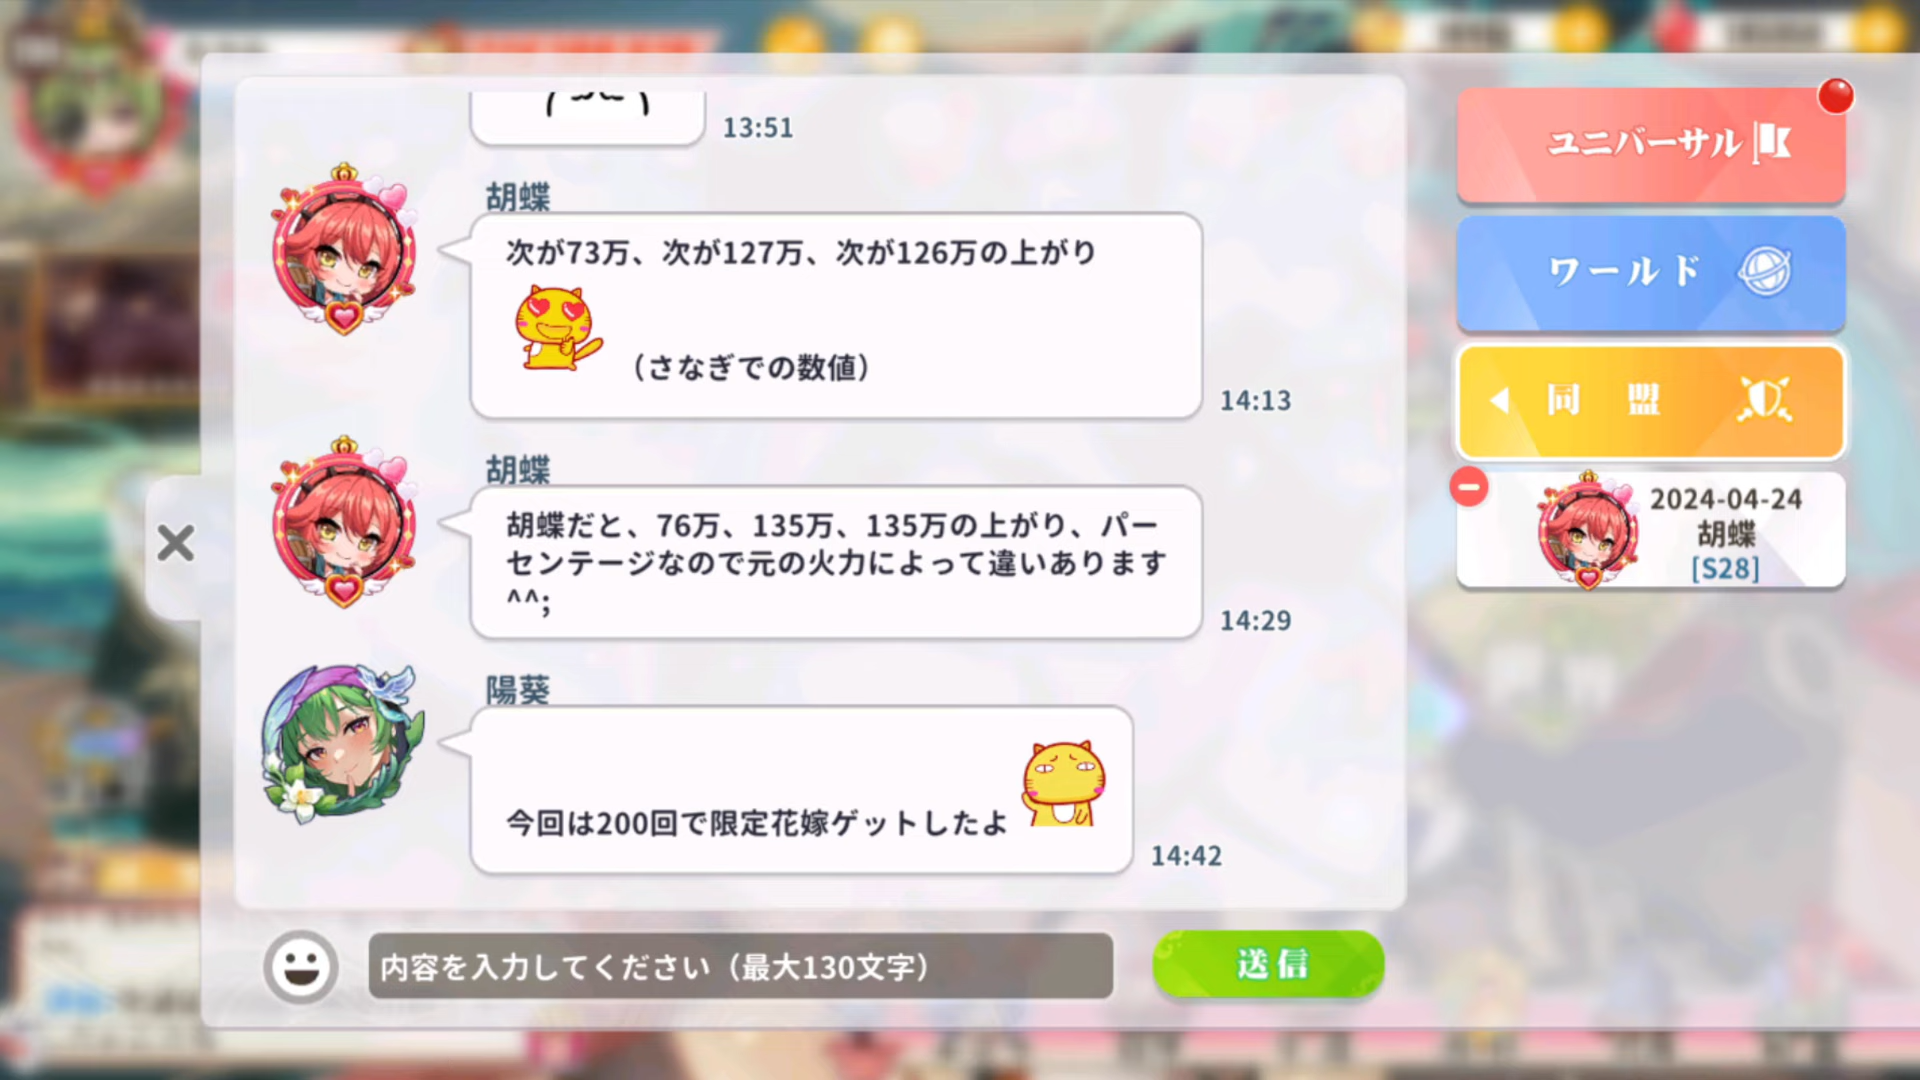 13:51
胡蝶
次が73万、次が127万、次が126万の上がり
（さなぎでの数値）
14:13
胡蝶
胡蝶だと、76万、135万、135万の上がり、パー
センテージなので元の火力によって違いあります
^^;
14:29
陽葵
今回は200回で限定花嫁ゲットしたよ
14:42
内容を入力してください（最大130文字）
送信
ユニバーサル
ワールド
同盟
2024-04-24
胡蝶
[S28]